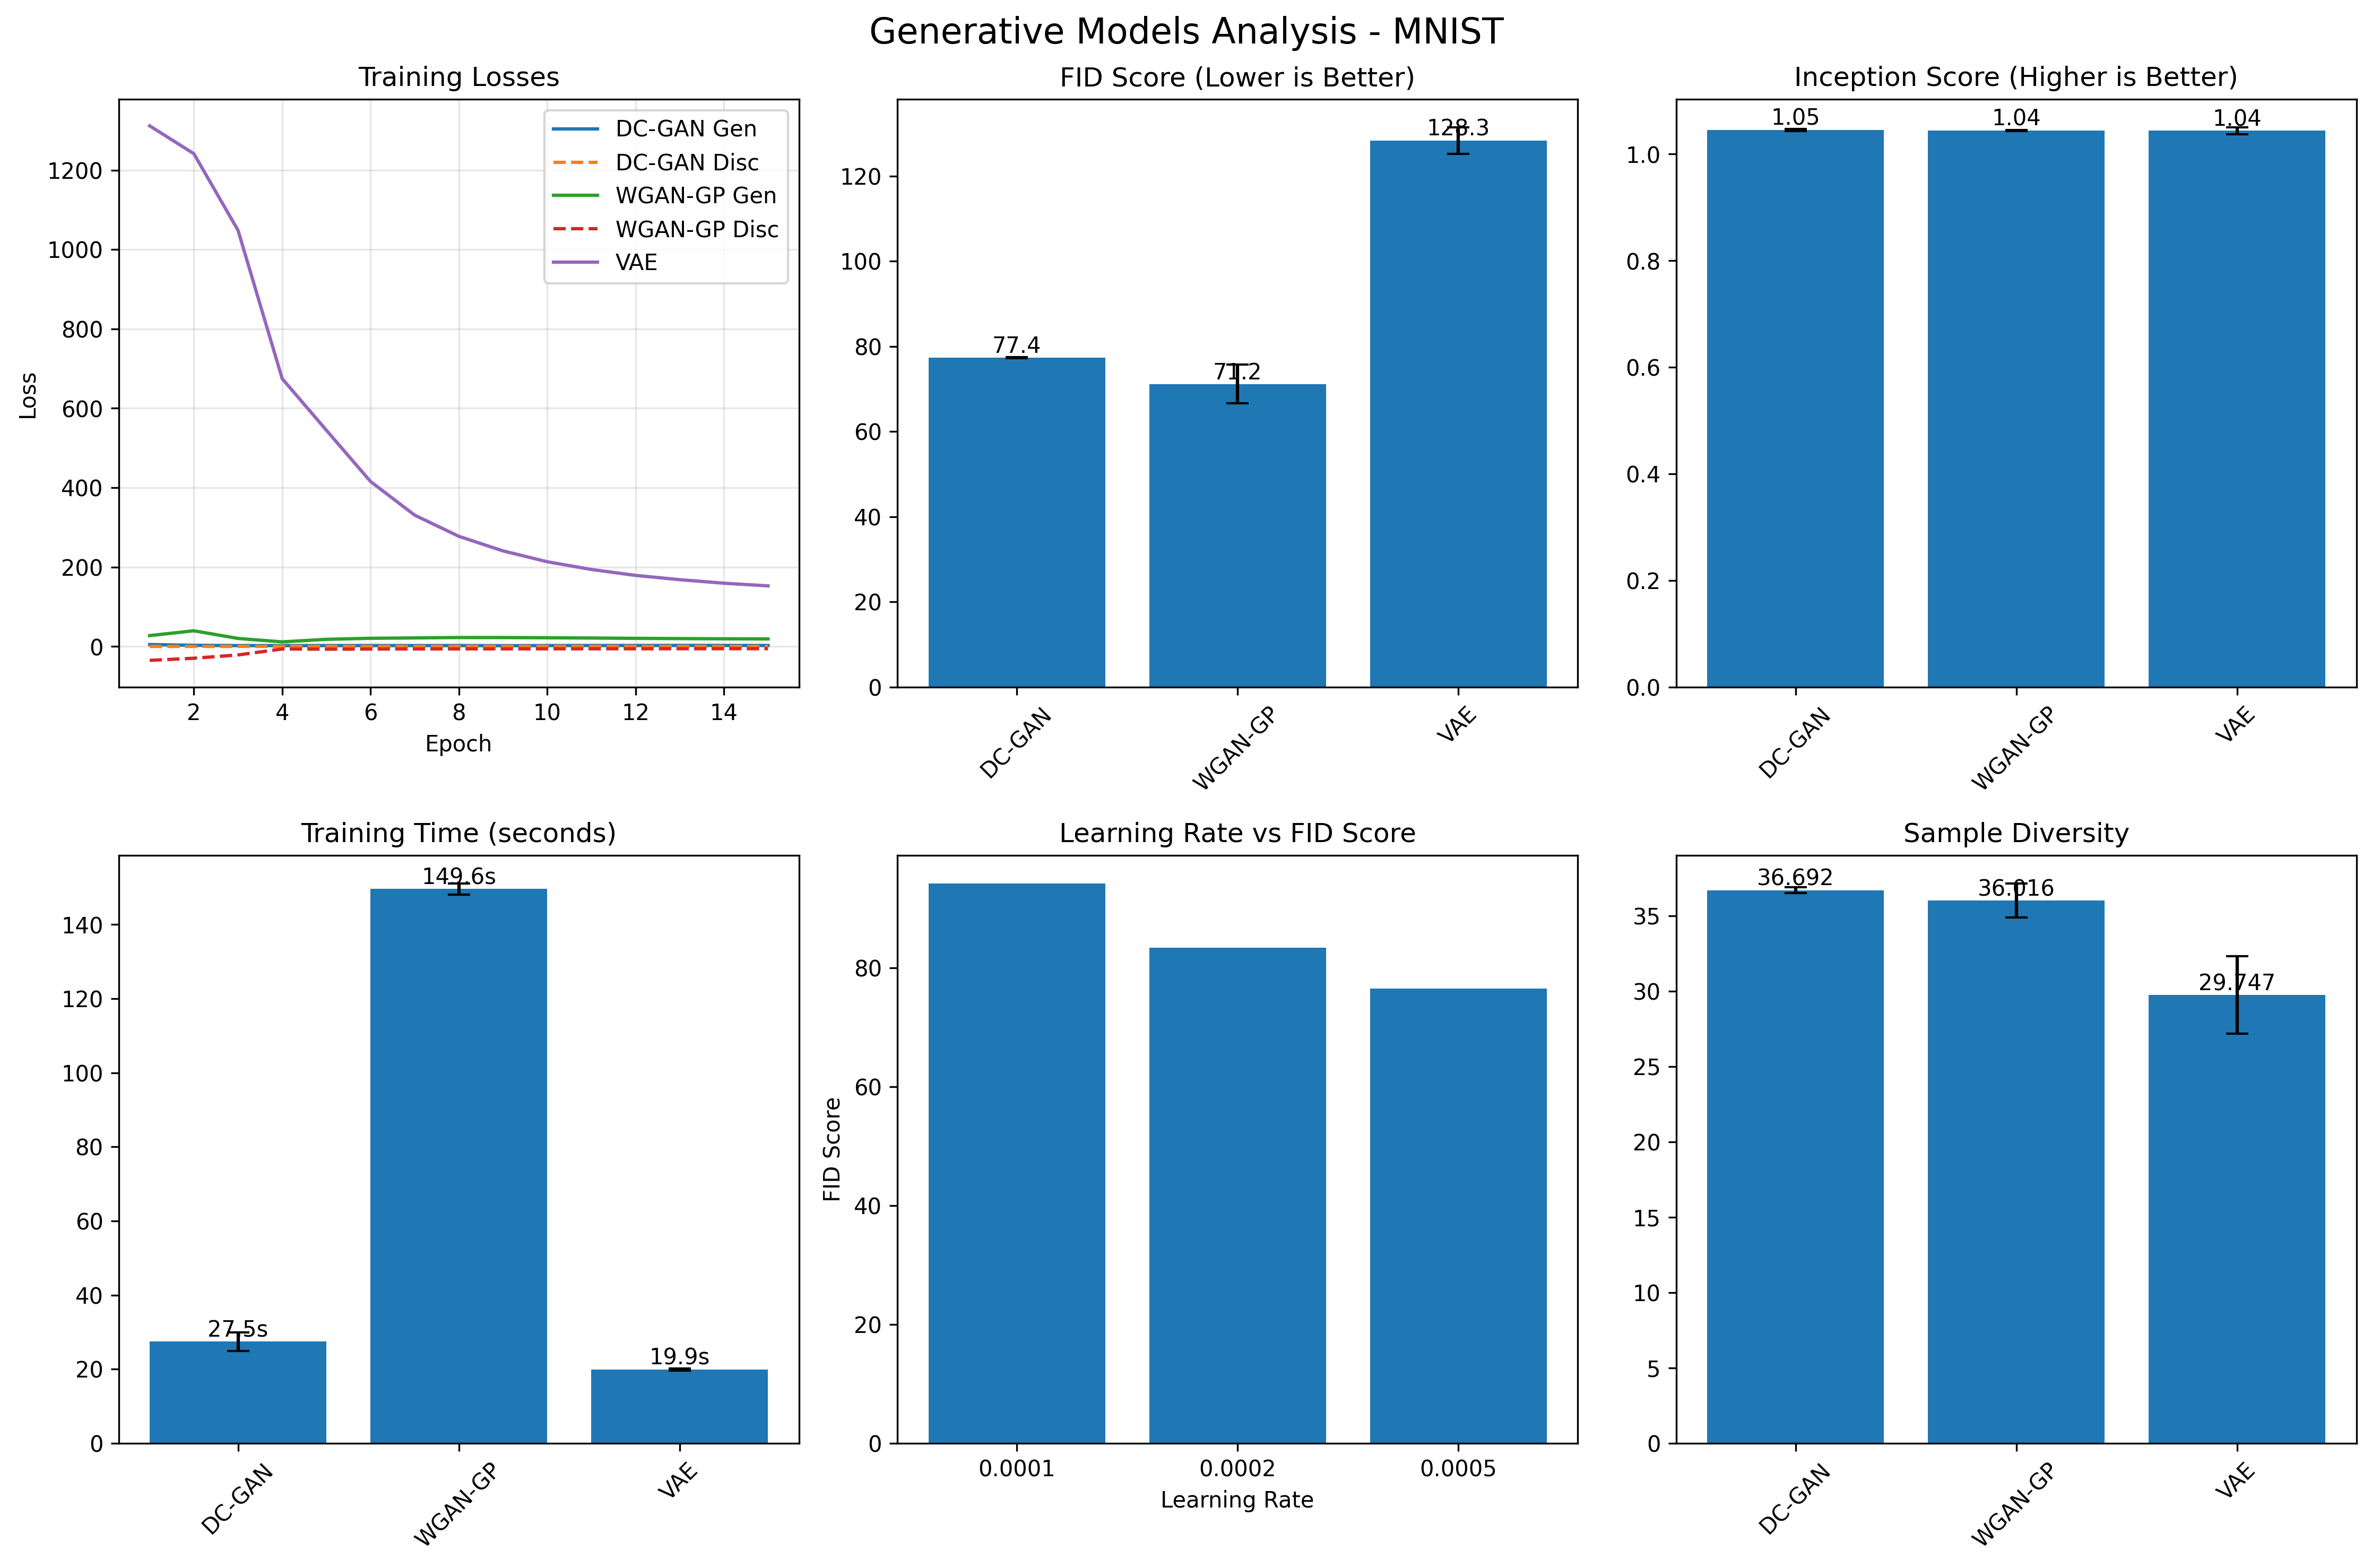 Generative Models Analysis - MNIST
Training Losses
1200
1000
800
600
400
200
0
Loss
2 4 6 8 10 12 14
Epoch
DC-GAN Gen
DC-GAN Disc
WGAN-GP Gen
WGAN-GP Disc
VAE
FID Score (Lower is Better)
120
100
80
60
40
20
0
77.4
71.2
128.3
DC-GAN
WGAN-GP
VAE
Inception Score (Higher is Better)
1.0
0.8
0.6
0.4
0.2
0.0
1.05
1.04
1.04
DC-GAN
WGAN-GP
VAE
Training Time (seconds)
140
120
100
80
60
40
20
0
27.5s
149.6s
19.9s
DC-GAN
WGAN-GP
VAE
Learning Rate vs FID Score
80
60
40
20
0
FID Score
0.0001 0.0002 0.0005
Learning Rate
Sample Diversity
35
30
25
20
15
10
5
0
36.692
36.016
29.747
DC-GAN
WGAN-GP
VAE